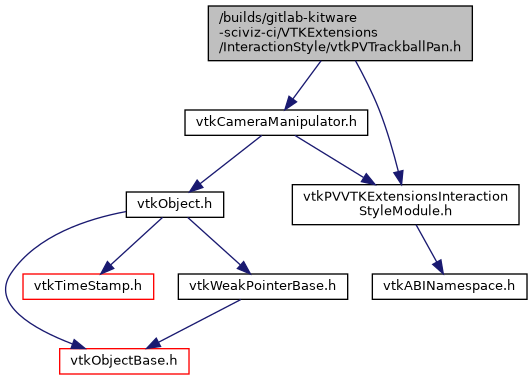 /builds/gitlab-kitware
-sciviz-ci/VTKExtensions
/InteractionStyle/vtkPVTrackballPan.h
vtkCameraManipulator.h
vtkObject.h
vtkPVVTKExtensionsInteraction
StyleModule.h
vtkTimeStamp.h
vtkWeakPointerBase.h
vtkABINamespace.h
vtkObjectBase.h